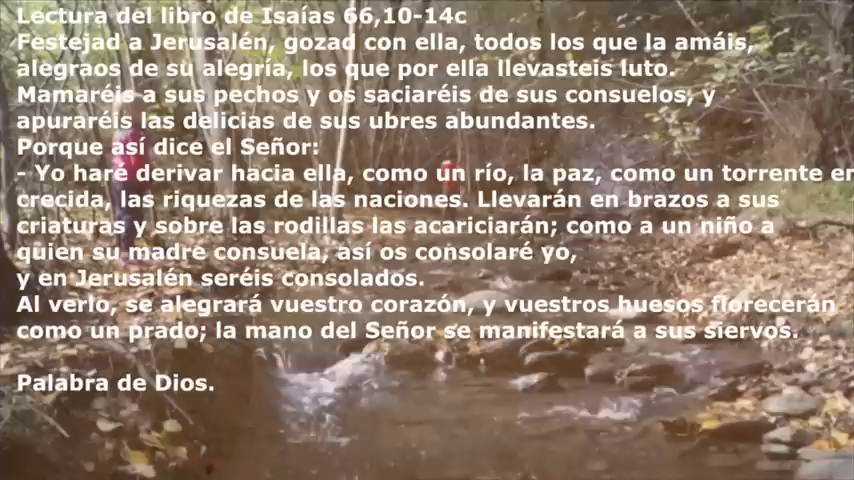 Lectura del libro de Isaías 66,10-14c
Festejad a Jerusalén, gozad con ella, todos los que la amáis,
alegraos de su alegría, los que por ella llevasteis luto.
Mamaréis a sus pechos y os saciaréis de sus consuelos, y
apuraréis las delicias de sus ubres abundantes.
Porque así dice el Señor:
- Yo haré derivar hacia ella, como un río, la paz, como un torrente en
crecida, las riquezas de las naciones. Llevarán en brazos a sus
criaturas y sobre las rodillas las acariciarán; como a un niño a
quien su madre consuela, así os consolaré yo,
y en Jerusalén seréis consolados.
Al verlo, se alegrará vuestro corazón, y vuestros huesos florecerán
como un prado; la mano del Señor se manifestará a sus siervos.
Palabra de Dios.